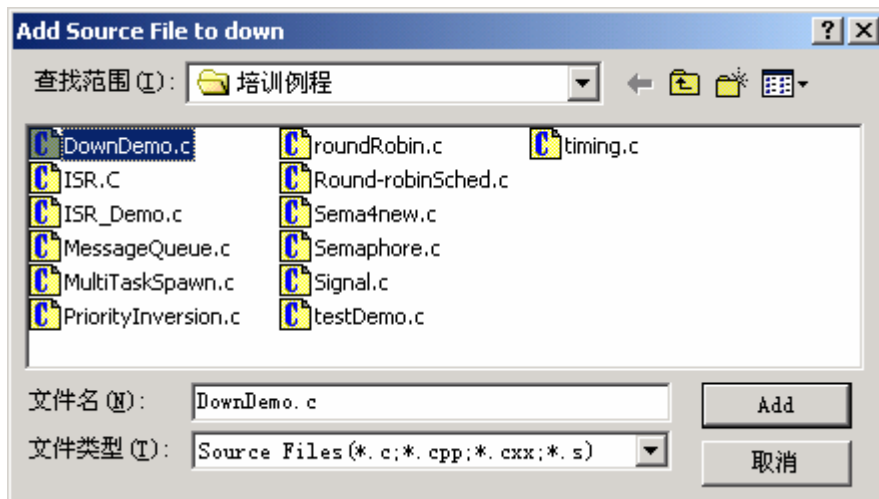 Add Source File to down
查找范围(I): 培训例程
DownDemo.c
ISR.C
ISR_Demo.c
MessageQueue.c
MultiTaskSpawn.c
PriorityInversion.c
roundRobin.c
Round-robinSched.c
Sema4new.c
Semaphore.c
Signal.c
testDemo.c
timing.c
文件名(N): DownDemo.c
Add
文件类型(T): Source Files(*.c;*.cpp;*.cxx;*.s)
取消